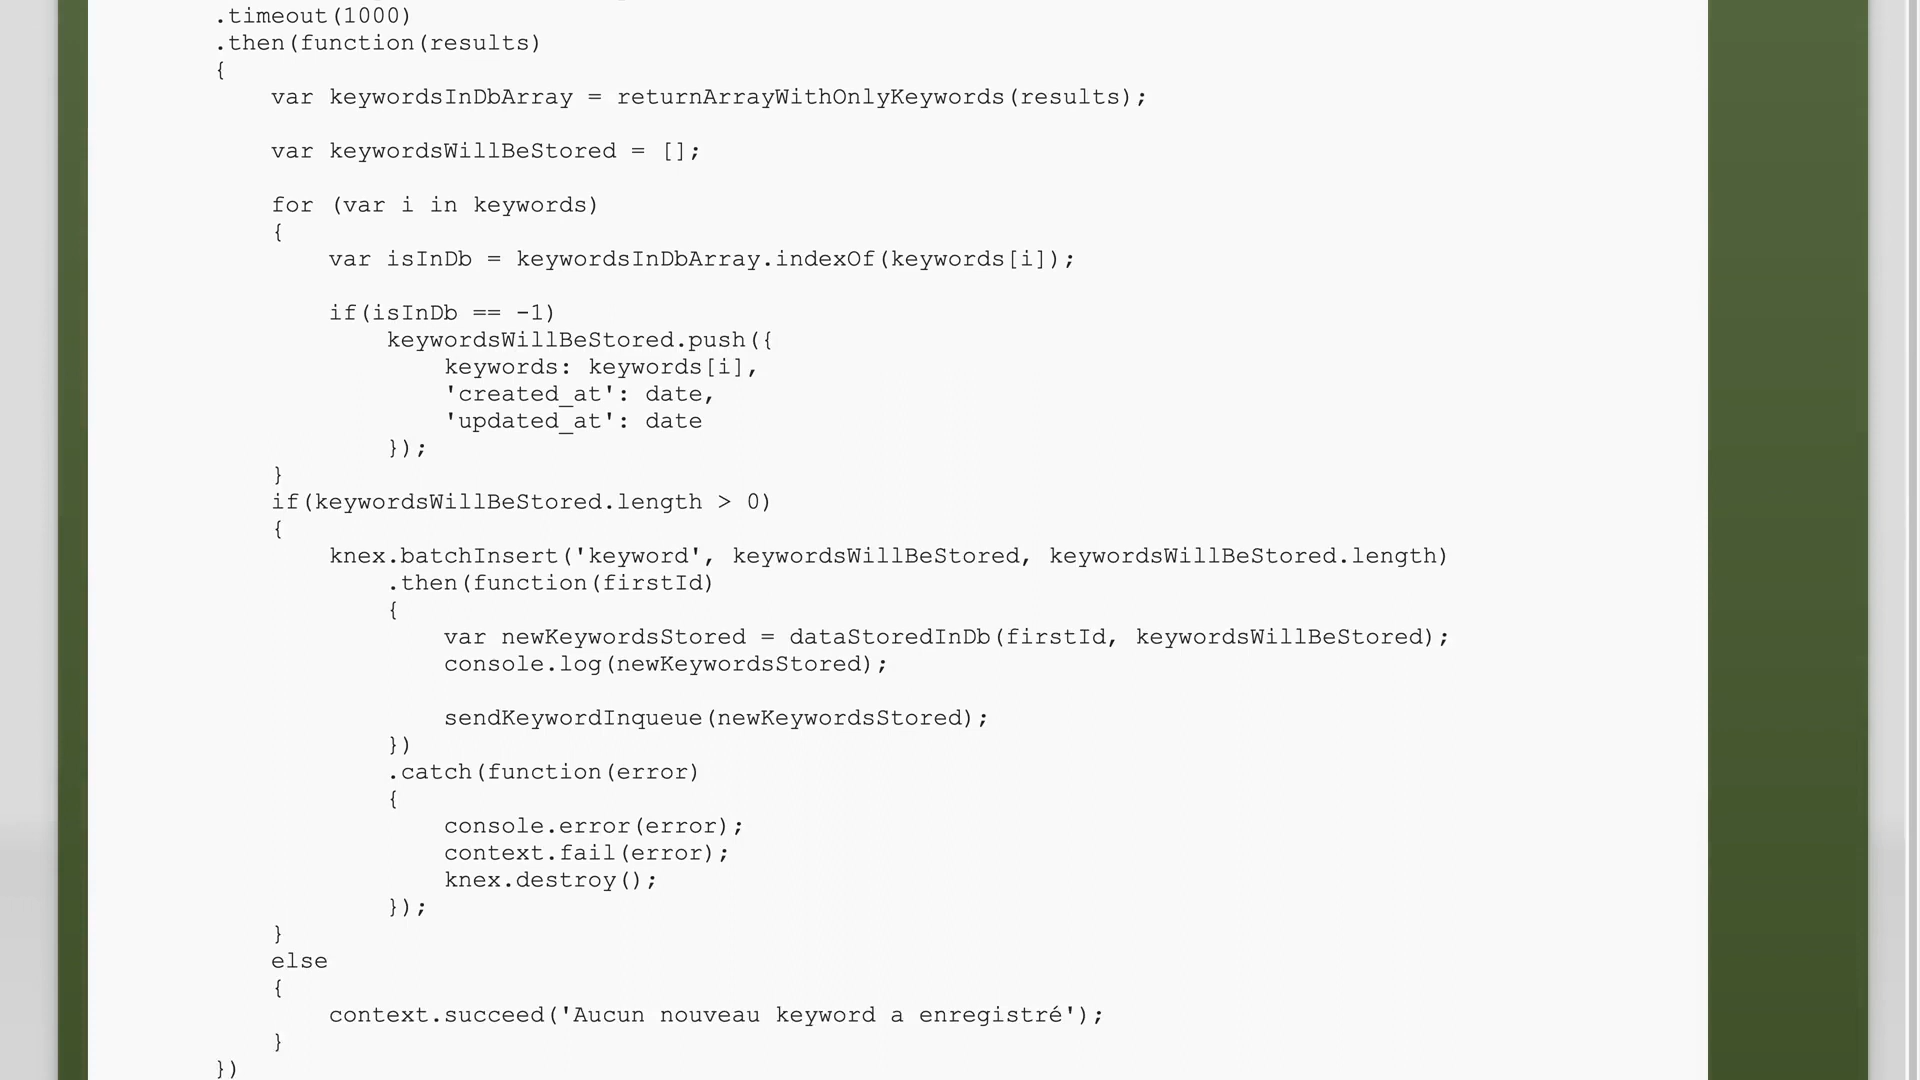 .timeout(1000)
.then(function(results)
{
var keywordsInDbArray = returnArrayWithOnlyKeywords(results);
var keywordsWillBeStored = [];
for (var i in keywords)
{
var isInDb = keywordsInDbArray.indexOf(keywords[i]);
if(isInDb == -1)
keywordsWillBeStored.push({
keywords: keywords[i],
'created_at': date,
'updated_at': date
});
}
if(keywordsWillBeStored.length > 0)
{
knex.batchInsert('keyword', keywordsWillBeStored, keywordsWillBeStored.length)
.then(function(firstId)
{
var newKeywordsStored = dataStoredInDb(firstId, keywordsWillBeStored);
console.log(newKeywordsStored);
sendKeywordInqueue(newKeywordsStored);
})
.catch(function(error)
{
console.error(error);
context.fail(error);
knex.destroy();
});
}
else
{
context.succeed('Aucun nouveau keyword a enregistré');
}
})